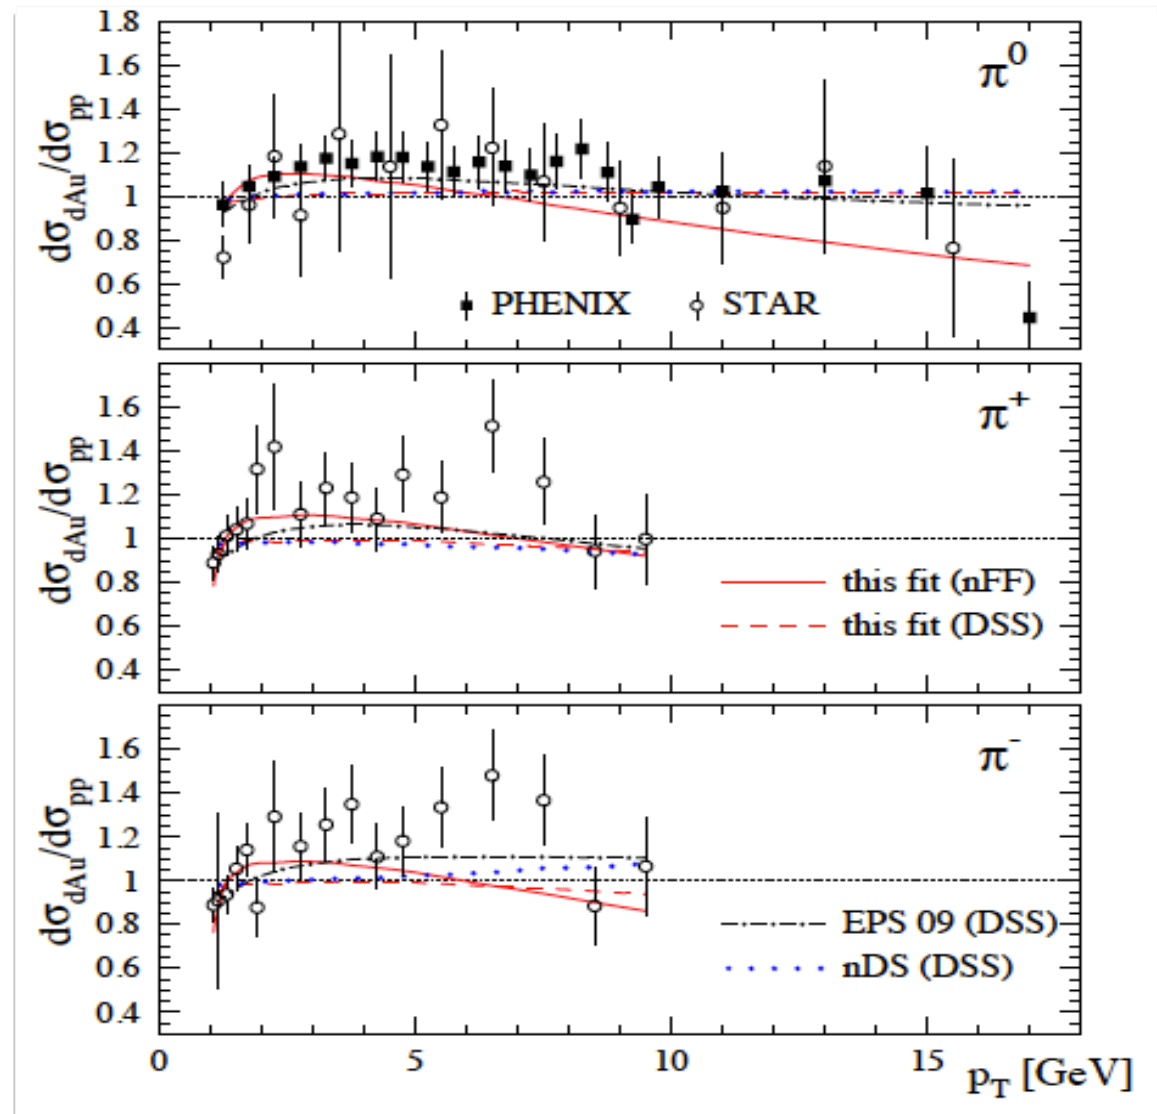 1.8
1.6
1.4
1.2
1
0.8
0.6
0.4
dσdAu/dσpp
π0
PHENIX
STAR
1.6
1.4
1.2
1
0.8
0.6
0.4
dσdAu/dσpp
π+
this fit (nFF)
this fit (DSS)
1.6
1.4
1.2
1
0.8
0.6
0.4
dσdAu/dσpp
π-
EPS 09 (DSS)
nDS (DSS)
0 5 10 15
pT [GeV]